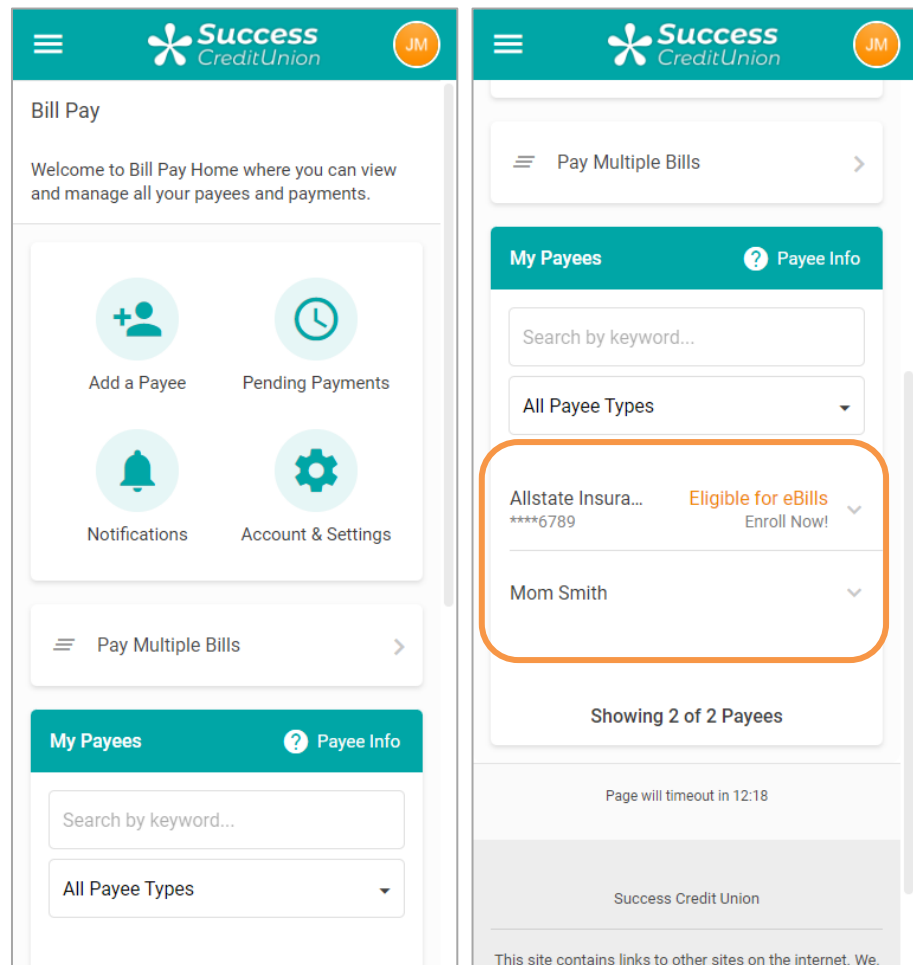 Success
CreditUnion
JM
Bill Pay
Welcome to Bill Pay Home where you can view
and manage all your payees and payments.
Add a Payee
Pending Payments
Notifications
Account & Settings
Pay Multiple Bills
My Payees
? Payee Info
Search by keyword...
All Payee Types
Success
CreditUnion
JM
Pay Multiple Bills
My Payees
? Payee Info
Search by keyword...
All Payee Types
Allstate Insura...
Eligible for eBills
****6789
Enroll Now!
Mom Smith
Showing 2 of 2 Payees
Page will timeout in 12:18
Success Credit Union
This site contains links to other sites on the internet. We,